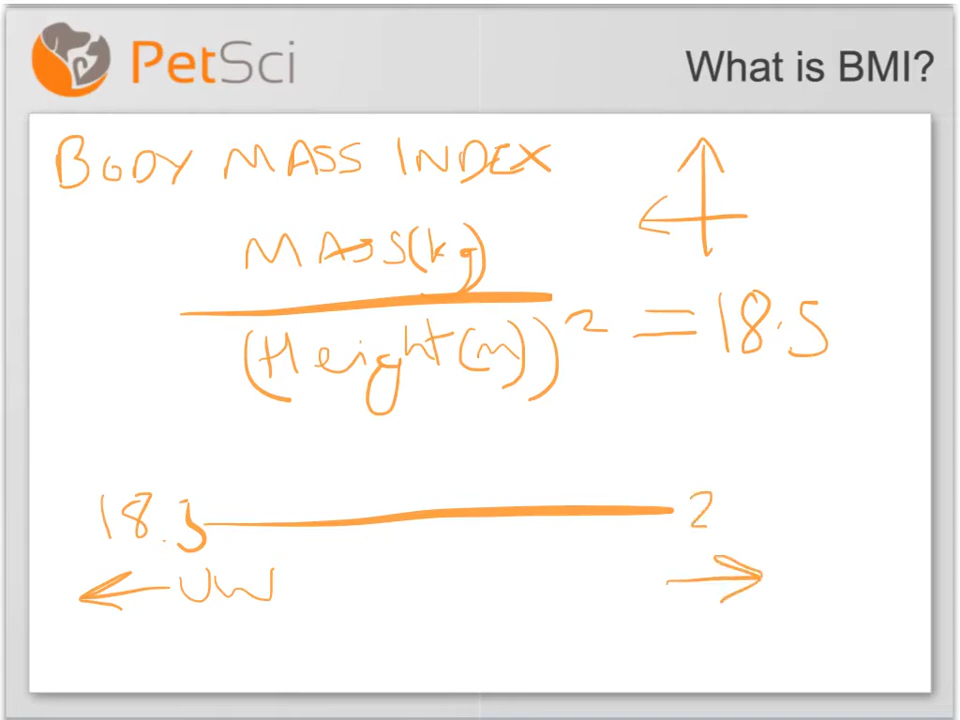 PetSci
What is BMI?
BODY MASS INDEX
MASS(kg)
(Height(m))² = 18.5
18.5 2
UW